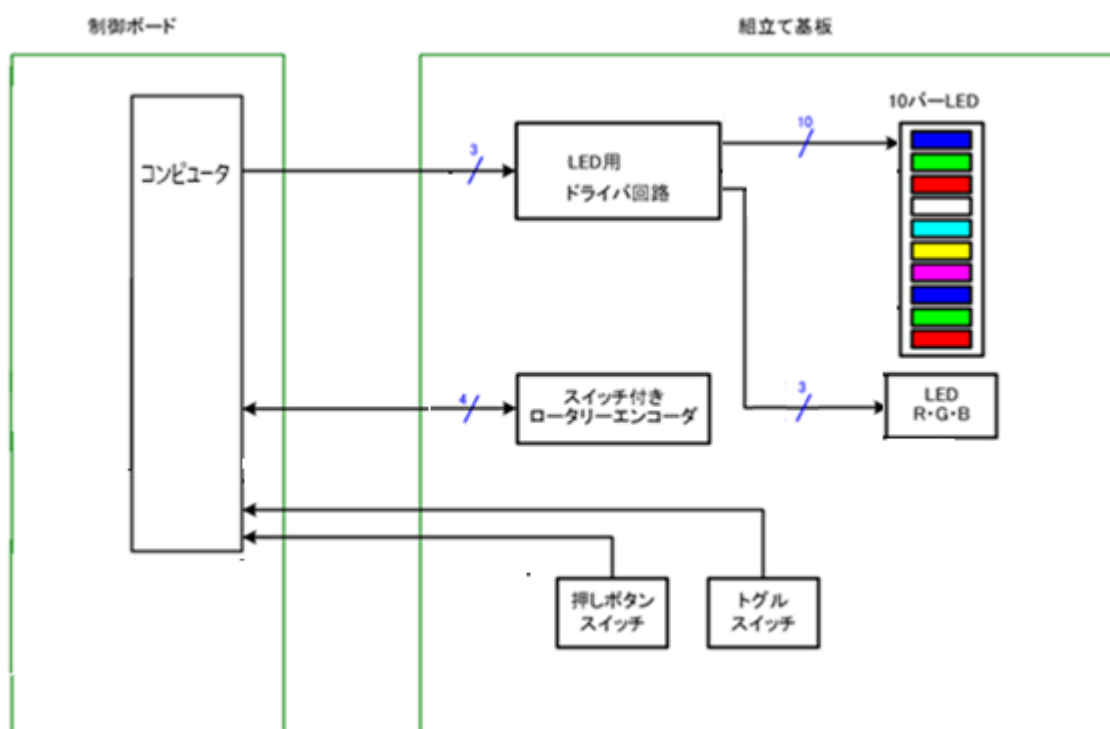 制御ボード
組立て基板
10バーLED
コンピュータ
3
LED用
ドライバ回路
10
4
スイッチ付き
ロータリーエンコーダ
3
LED
R・G・B
押しボタン
スイッチ
トグル
スイッチ